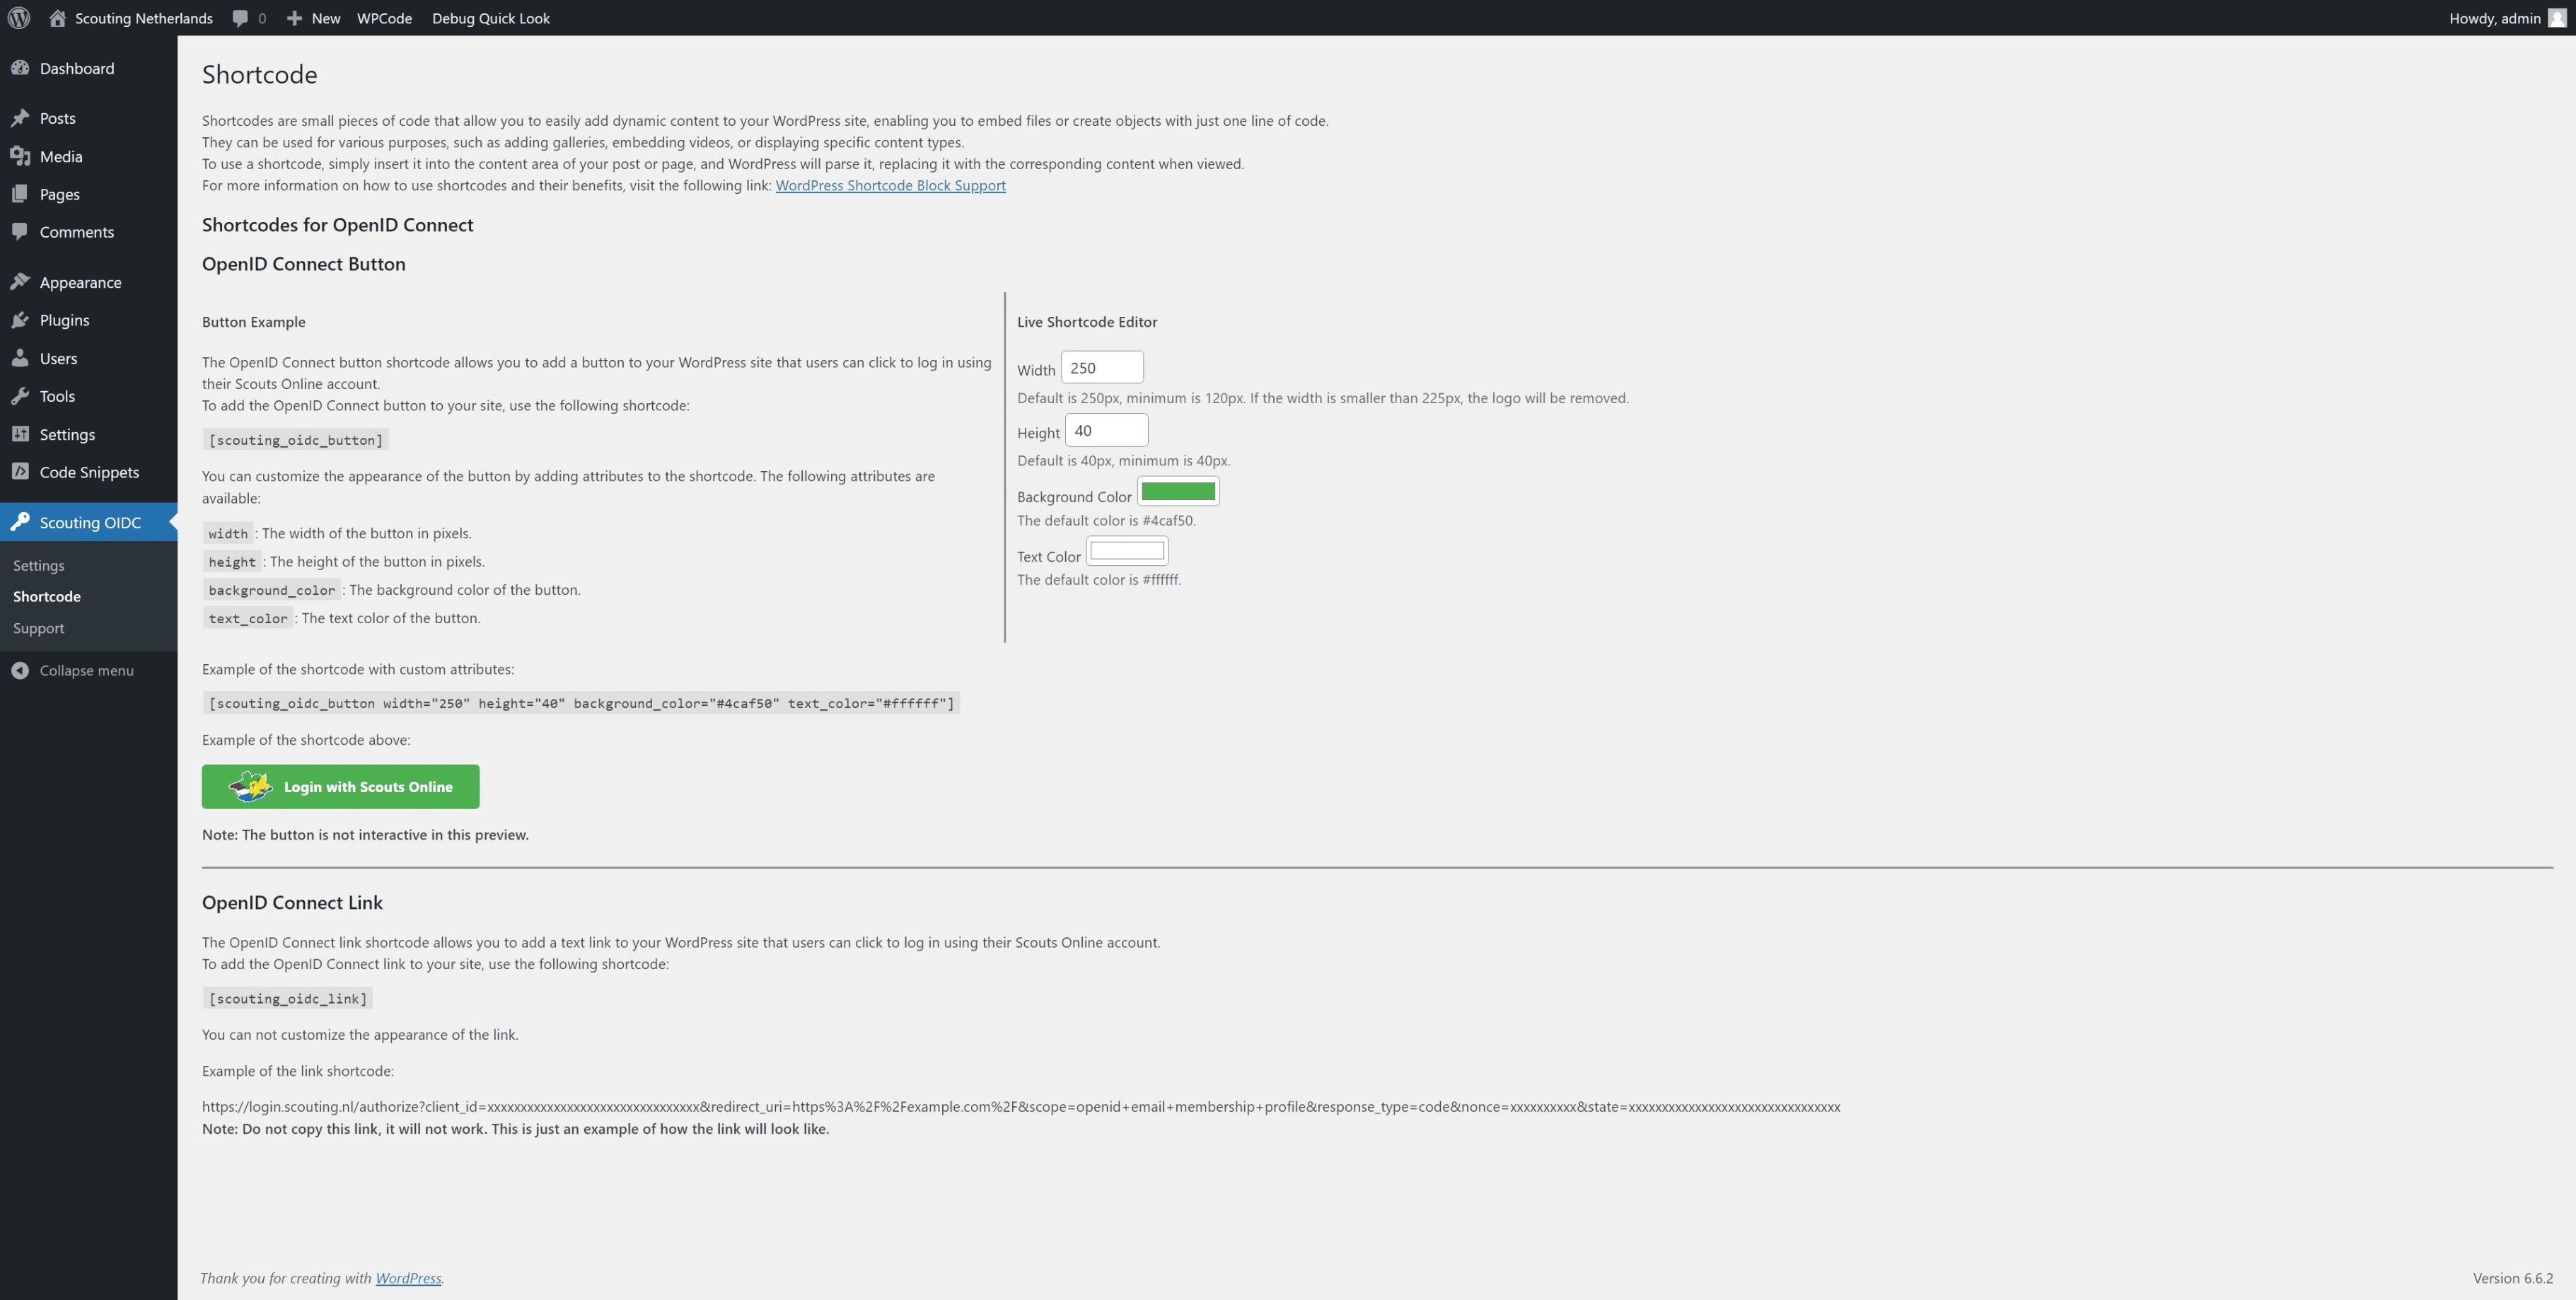 Scouting Netherlands 0 New WPCode Debug Quick Look Howdy, admin
Dashboard
Posts
Media
Pages
Comments
Appearance
Plugins
Users
Tools
Settings
Code Snippets
Scouting OIDC
Settings
Shortcode
Support
Collapse menu
Shortcode
Shortcodes are small pieces of code that allow you to easily add dynamic content to your WordPress site, enabling you to embed files or create objects with just one line of code.
They can be used for various purposes, such as adding galleries, embedding videos, or displaying specific content types.
To use a shortcode, simply insert it into the content area of your post or page, and WordPress will parse it, replacing it with the corresponding content when viewed.
For more information on how to use shortcodes and their benefits, visit the following link: WordPress Shortcode Block Support
Shortcodes for OpenID Connect
OpenID Connect Button
Button Example
The OpenID Connect button shortcode allows you to add a button to your WordPress site that users can click to log in using
their Scouts Online account.
To add the OpenID Connect button to your site, use the following shortcode:
[scouting_oidc_button]
You can customize the appearance of the button by adding attributes to the shortcode. The following attributes are
available:
width : The width of the button in pixels.
height : The height of the button in pixels.
background_color : The background color of the button.
text_color : The text color of the button.
Live Shortcode Editor
Width 250
Default is 250px, minimum is 120px. If the width is smaller than 225px, the logo will be removed.
Height 40
Default is 40px, minimum is 40px.
Background Color
The default color is #4caf50.
Text Color
The default color is #ffffff.
Example of the shortcode with custom attributes:
[scouting_oidc_button width="250" height="40" background_color="#4caf50" text_color="#ffffff"]
Example of the shortcode above:
Login with Scouts Online
Note: The button is not interactive in this preview.
OpenID Connect Link
The OpenID Connect link shortcode allows you to add a text link to your WordPress site that users can click to log in using their Scouts Online account.
To add the OpenID Connect link to your site, use the following shortcode:
[scouting_oidc_link]
You can not customize the appearance of the link.
Example of the link shortcode:
https://login.scouting.nl/authorize?client_id=xxxxxxxxxxxxxxxxxxxxxxxxxxxxxxxx&redirect_uri=https%3A%2F%2Fexample.com%2F&scope=openid+email+membership+profile&response_type=code&nonce=xxxxxxxxxx&state=xxxxxxxxxxxxxxxxxxxxxxxxxxxxxxxx
Note: Do not copy this link, it will not work. This is just an example of how the link will look like.
Thank you for creating with WordPress.
Version 6.6.2